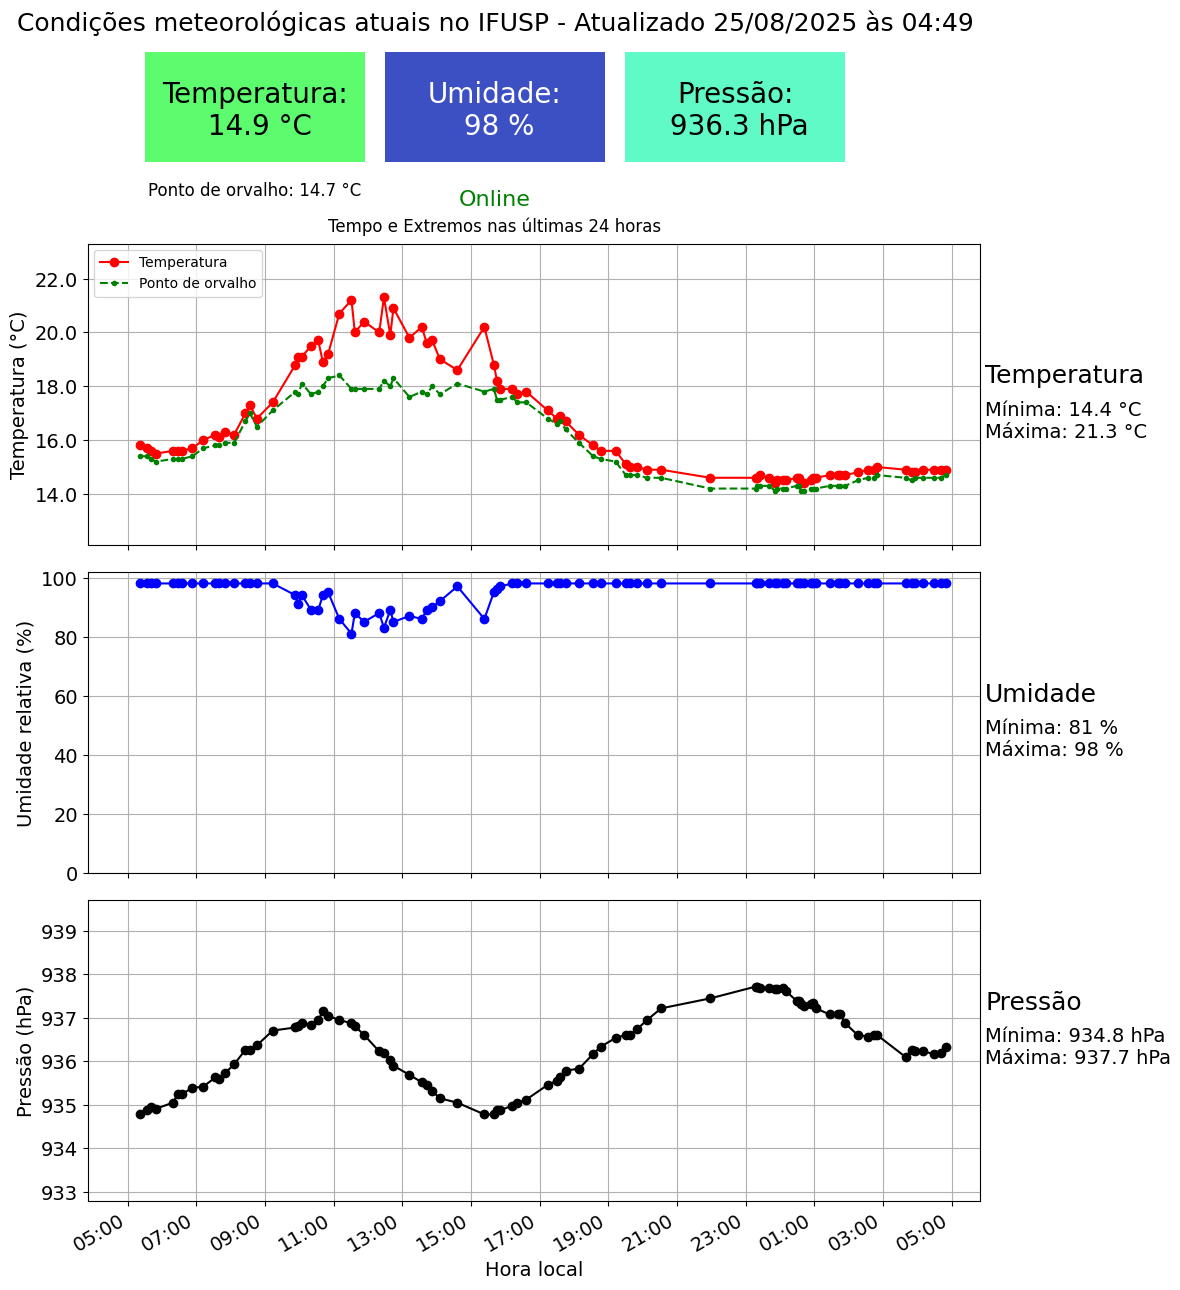 Condições meteorológicas atuais no IFUSP - Atualizado 25/08/2025 às 04:49
Temperatura:
14.9 °C
Umidade:
98 %
Pressão:
936.3 hPa
Ponto de orvalho: 14.7 °C
Online
Tempo e Extremos nas últimas 24 horas
Temperatura
Ponto de orvalho
Temperatura (°C)
22.0
20.0
18.0
16.0
14.0
Temperatura
Mínima: 14.4 °C
Máxima: 21.3 °C
Umidade relativa (%)
100
80
60
40
20
0
Umidade
Mínima: 81 %
Máxima: 98 %
Pressão (hPa)
939
938
937
936
935
934
933
Pressão
Mínima: 934.8 hPa
Máxima: 937.7 hPa
05:00 07:00 09:00 11:00 13:00 15:00 17:00 19:00 21:00 23:00 01:00 03:00 05:00
Hora local